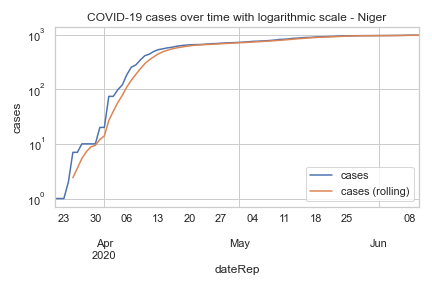 COVID-19 cases over time with logarithmic scale - Niger
cases
10³
10²
10¹
10⁰
cases
cases (rolling)
23 30 06 13 20 27 04 11 18 25 08
Apr May Jun
2020
dateRep